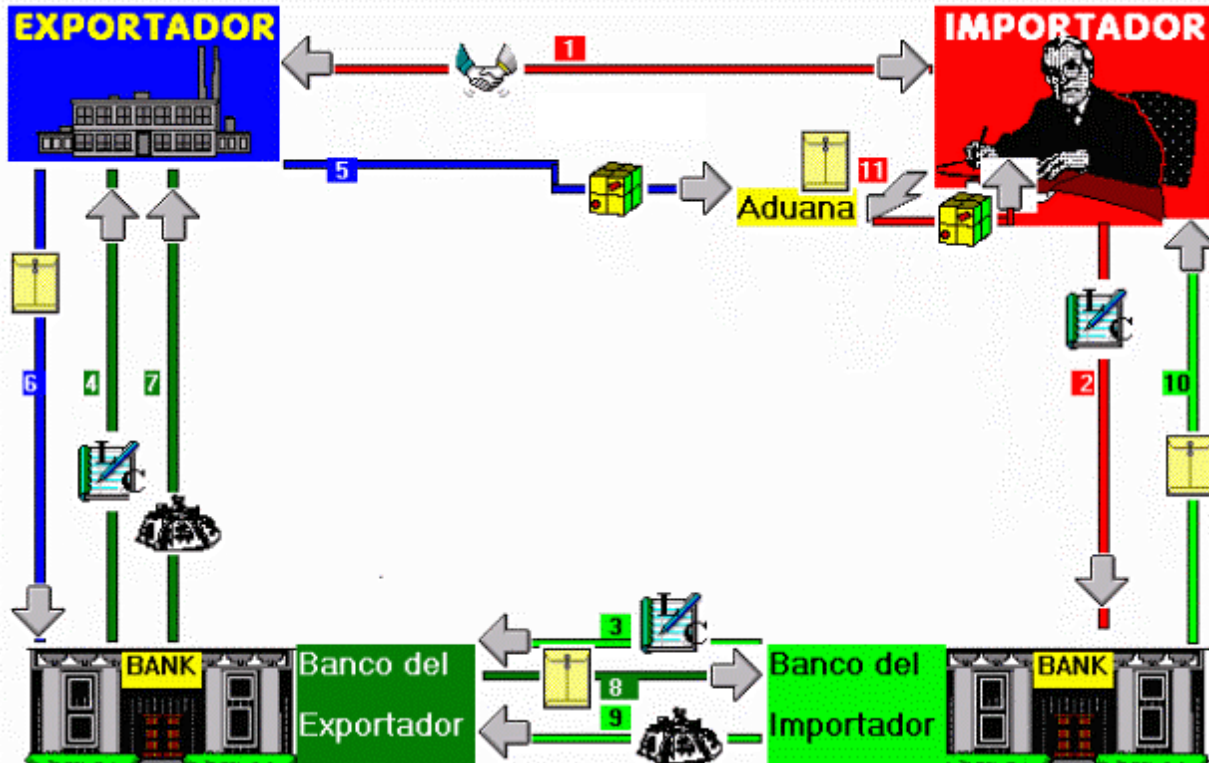 EXPORTADOR
IMPORTADOR
1
5
11
Aduana
6
4
7
2
10
L
C
L
C
L
C
3
8
9
BANK
Banco del
Exportador
Banco del
Importador
BANK